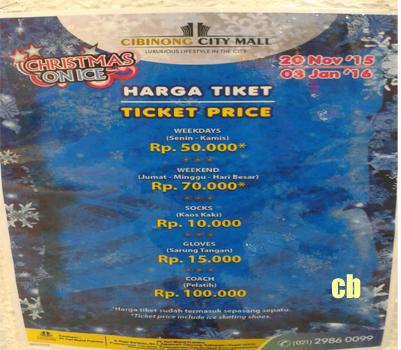 CIBINONG CITY MALL
LUXURIOUS LIFESTYLE IN THE CITY
CHRISTMAS
ON ICE
20 Nov '15
03 Jan '16
HARGA TIKET
TICKET PRICE
WEEKDAYS
(Senin - Kamis)
Rp. 50.000*
WEEKEND
(Jumat - Minggu - Hari Besar)
Rp. 70.000*
SOCKS
(Kaos Kaki)
Rp. 10.000
GLOVES
(Sarung Tangan)
Rp. 15.000
COACH
(Pelatih)
Rp. 100.000
cb
*Harga tiket sudah termasuk sepasang sepatu.
*Ticket price include ice skating shoes.
(021) 2986 0099